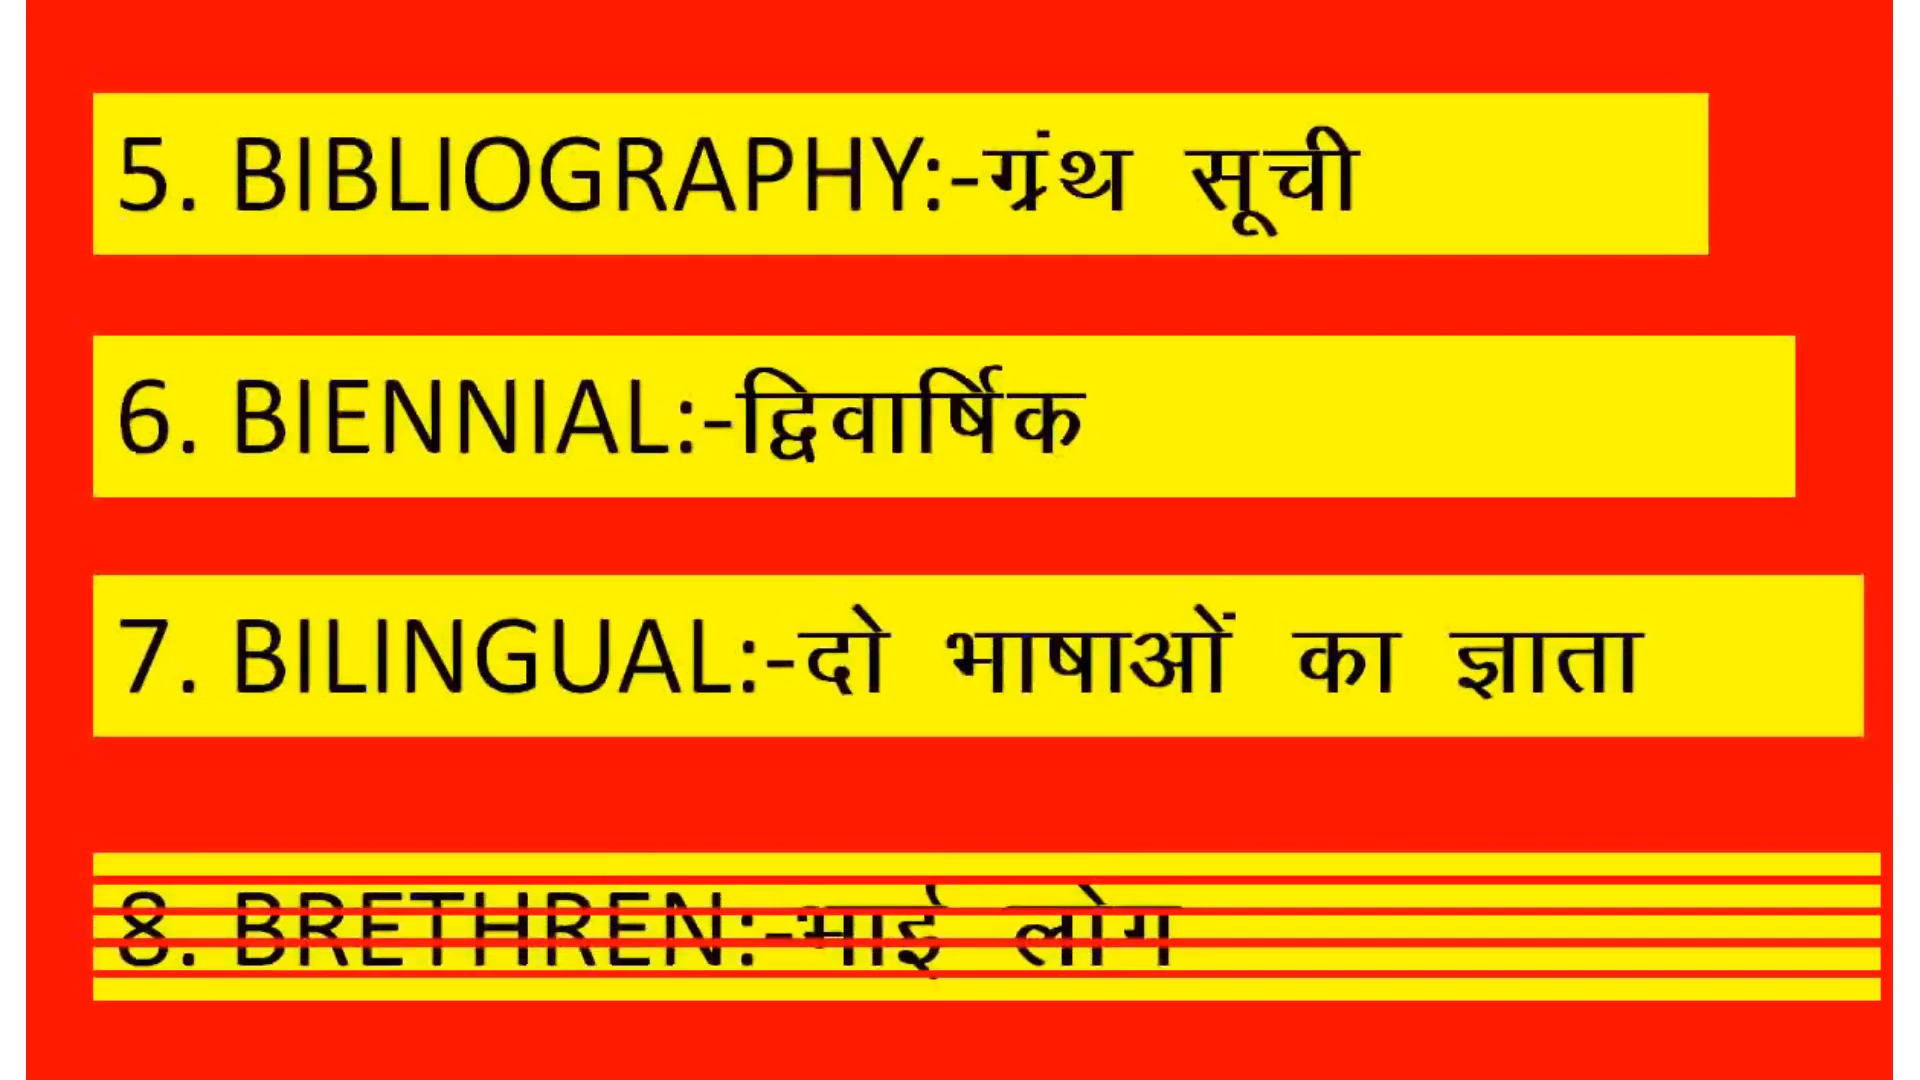 5. BIBLIOGRAPHY:-ग्रंथ सूची
6. BIENNIAL:-द्विवार्षिक
7. BILINGUAL:-दो भाषाओं का ज्ञाता
8. BRETHREN:-भाई लोग